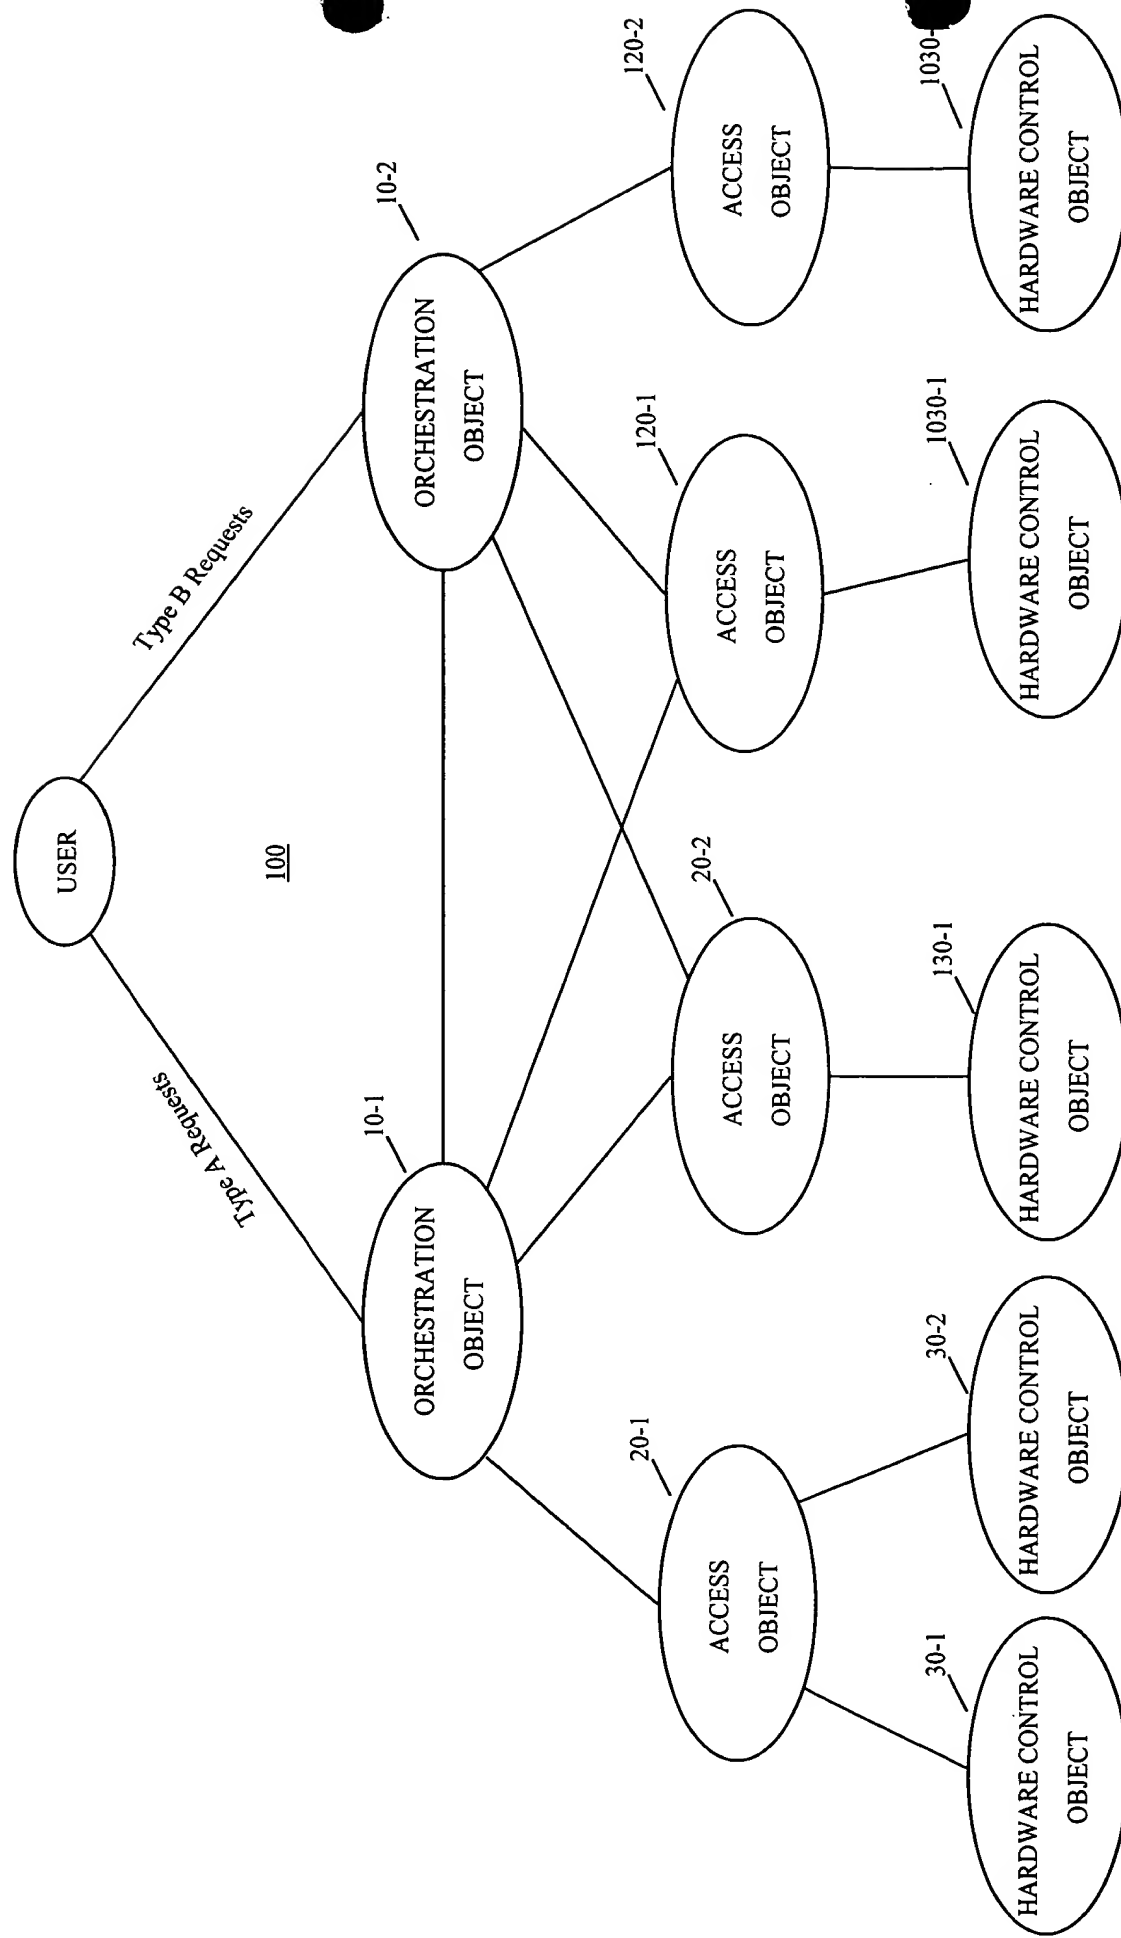 USER
Type A Requests
Type B Requests
100
10-1
ORCHESTRATION
OBJECT
10-2
ORCHESTRATION
OBJECT
20-1
ACCESS
OBJECT
20-2
ACCESS
OBJECT
120-1
ACCESS
OBJECT
120-2
ACCESS
OBJECT
30-1
HARDWARE CONTROL
OBJECT
30-2
HARDWARE CONTROL
OBJECT
130-1
HARDWARE CONTROL
OBJECT
1030-1
HARDWARE CONTROL
OBJECT
1030-
HARDWARE CONTROL
OBJECT